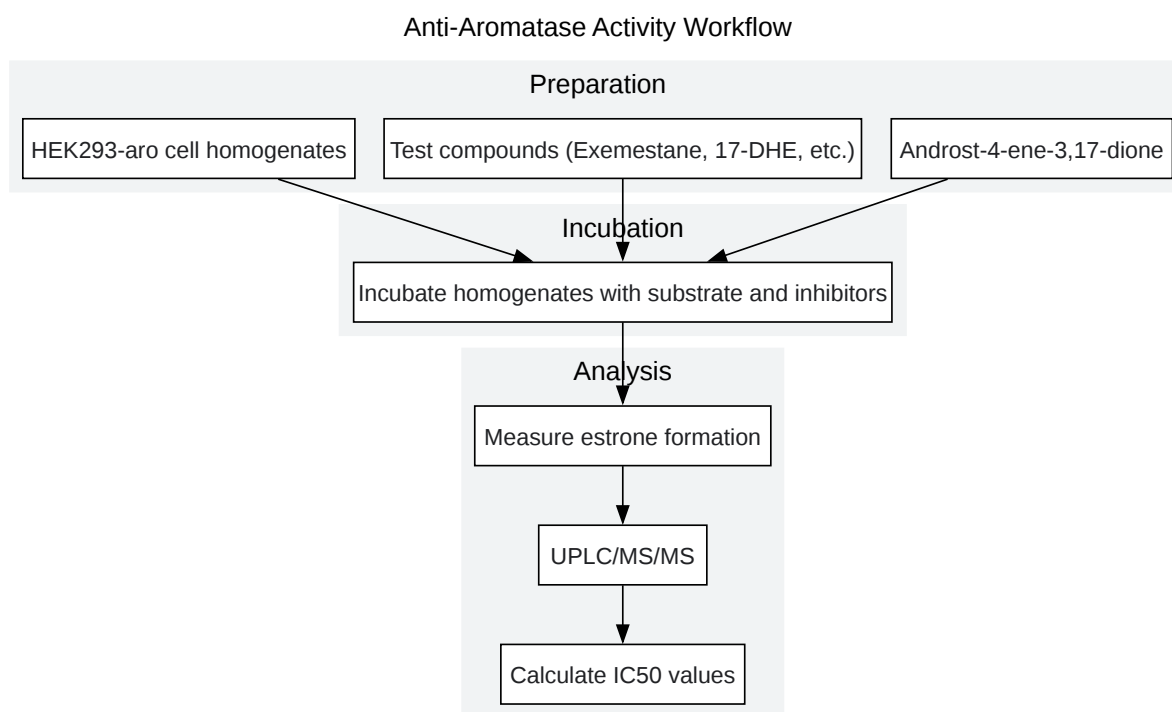 Anti-Aromatase Activity Workflow
Preparation
HEK293-aro cell homogenates
Test compounds (Exemestane, 17-DHE, etc.)
Androst-4-ene-3,17-dione
Incubation
Incubate homogenates with substrate and inhibitors
Analysis
Measure estrone formation
UPLC/MS/MS
Calculate IC50 values